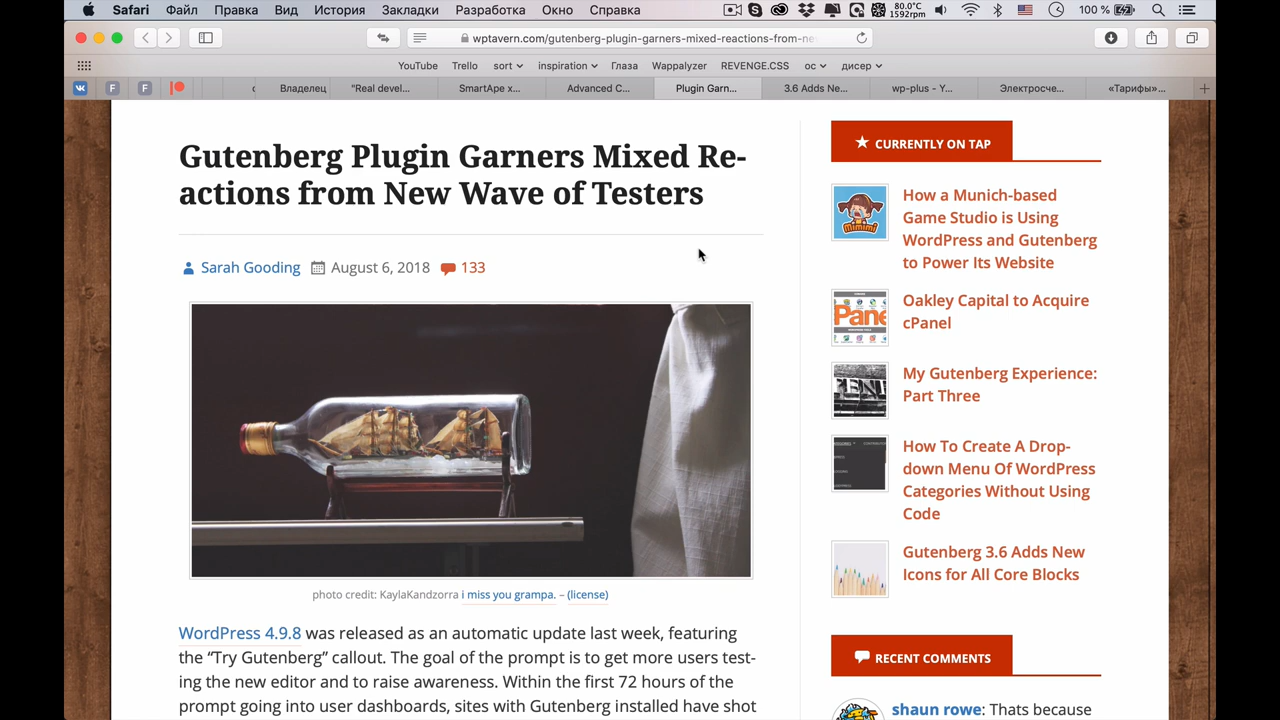 Safari Файл Правка Вид История Закладки Разработка Окно Справка
80.0°C
1592rpm
100 %
wptavern.com/gutenberg-plugin-garners-mixed-reactions-from-ne
YouTube Trello sort inspiration Глаза Wappalyzer REVENGE.CSS ос дисер
F F Владелец "Real devel... SmartApe x... Advanced C... Plugin Garn... 3.6 Adds Ne... wp-plus - Y... Электросче... «Тарифы»...
Gutenberg Plugin Garners Mixed Re-
actions from New Wave of Testers
Sarah Gooding August 6, 2018 133
photo credit: KaylaKandzorra i miss you grampa. – (license)
WordPress 4.9.8 was released as an automatic update last week, featuring
the “Try Gutenberg” callout. The goal of the prompt is to get more users test-
ing the new editor and to raise awareness. Within the first 72 hours of the
prompt going into user dashboards, sites with Gutenberg installed have shot
CURRENTLY ON TAP
mimimi
How a Munich-based
Game Studio is Using
WordPress and Gutenberg
to Power Its Website
Pane
Oakley Capital to Acquire
cPanel
My Gutenberg Experience:
Part Three
How To Create A Drop-
down Menu Of WordPress
Categories Without Using
Code
Gutenberg 3.6 Adds New
Icons for All Core Blocks
RECENT COMMENTS
shaun rowe: Thats because